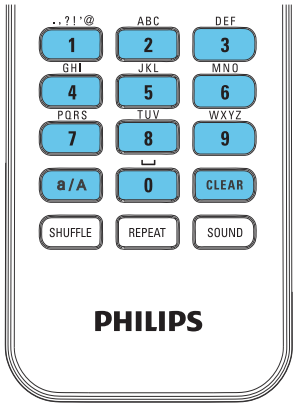 .,?!'@ ABC DEF
1 2 3
GHI JKL MNO
4 5 6
PQRS TUV WXYZ
7 8 9
a/A 0 CLEAR
SHUFFLE REPEAT SOUND
PHILIPS